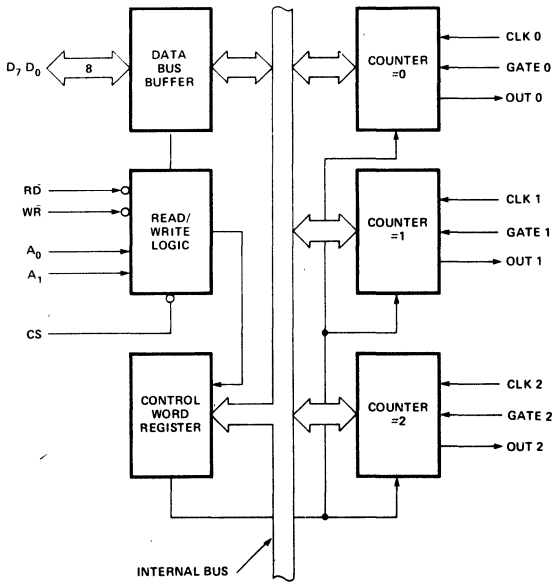 D₇ D₀
8
DATA
BUS
BUFFER
COUNTER
=0
CLK 0
GATE 0
OUT 0
RD
WR
A₀
A₁
CS
READ/
WRITE
LOGIC
COUNTER
=1
CLK 1
GATE 1
OUT 1
CONTROL
WORD
REGISTER
COUNTER
=2
CLK 2
GATE 2
OUT 2
INTERNAL BUS